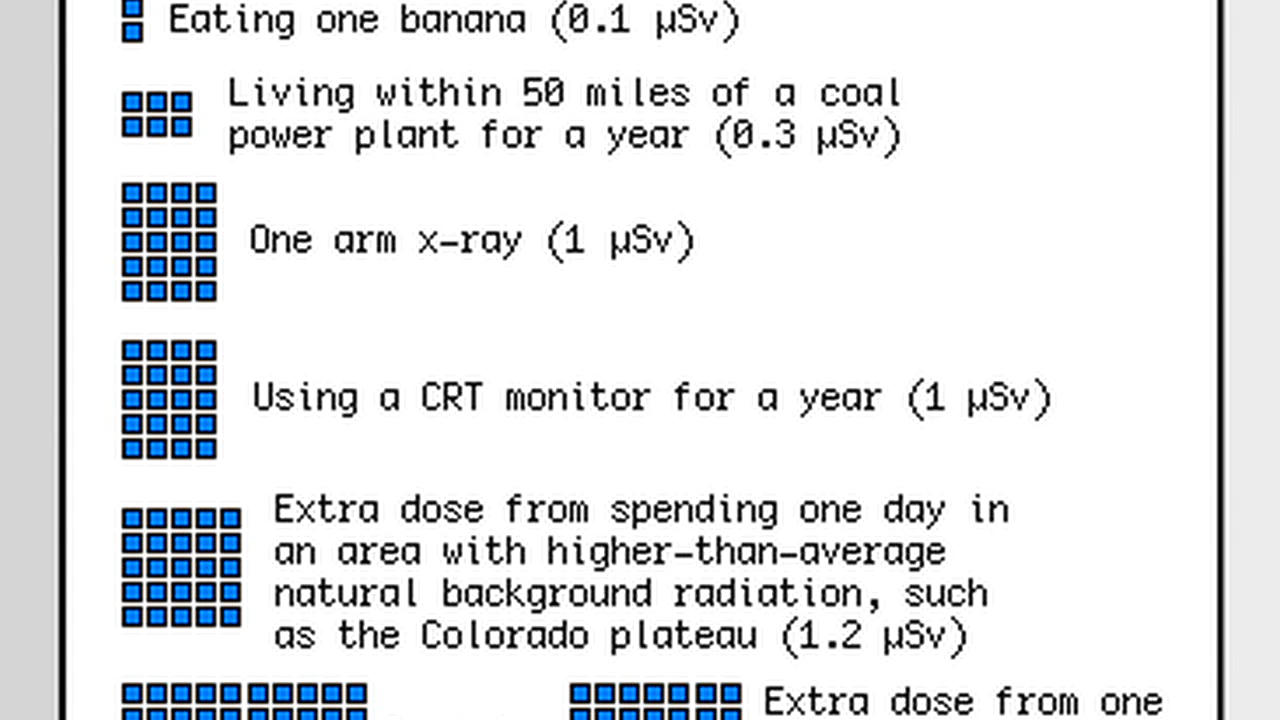 Eating one banana (0.1 µSv)
Living within 50 miles of a coal
power plant for a year (0.3 µSv)
One arm x-ray (1 µSv)
Using a CRT monitor for a year (1 µSv)
Extra dose from spending one day in
an area with higher-than-average
natural background radiation, such
as the Colorado plateau (1.2 µSv)
Extra dose from one